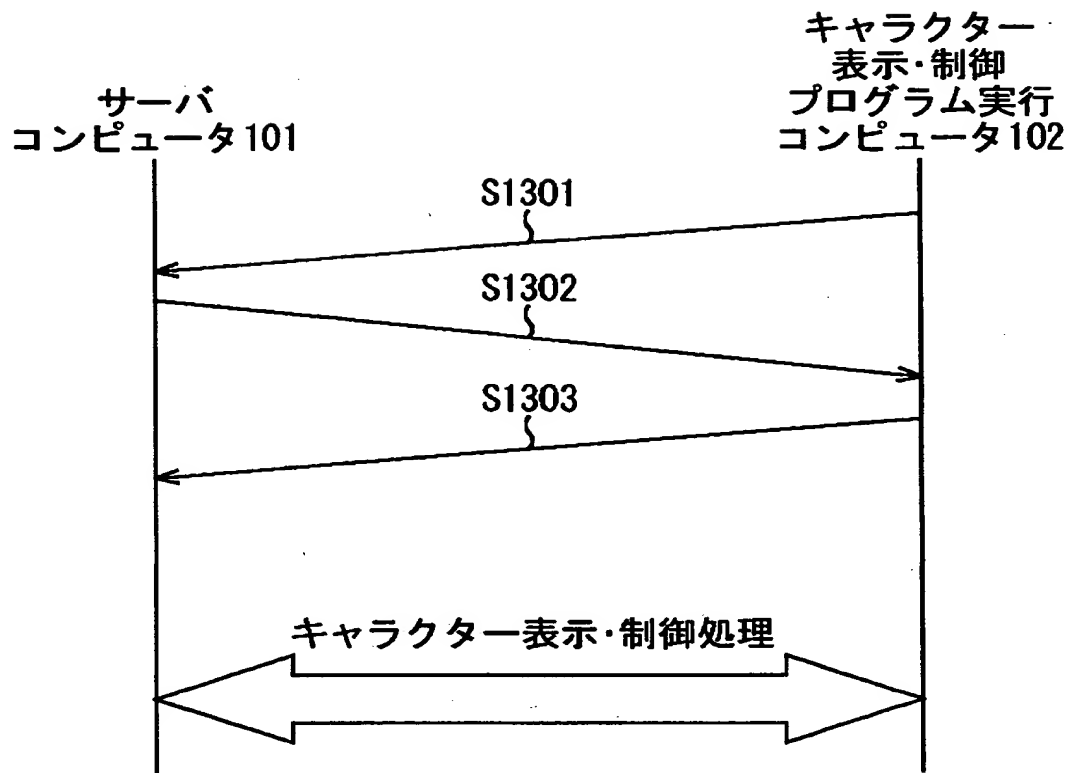 サーバ
コンピュータ101
キャラクター
表示・制御
プログラム実行
コンピュータ102
S1301
S1302
S1303
キャラクター表示・制御処理